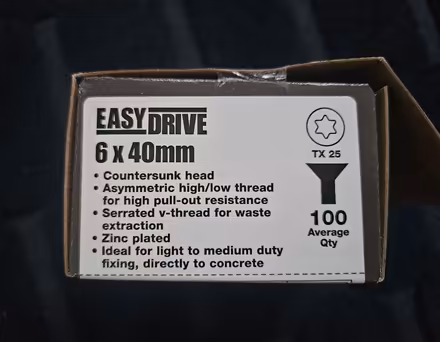 EASYDRIVE
6 x 40mm
• Countersunk head
• Asymmetric high/low thread
for high pull-out resistance
• Serrated v-thread for waste
extraction
• Zinc plated
• Ideal for light to medium duty
fixing, directly to concrete
TX 25
100
Average
Qty